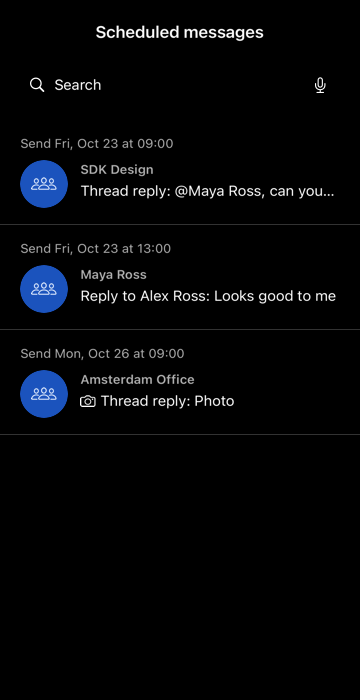 Scheduled messages
Search
Send Fri, Oct 23 at 09:00
SDK Design
Thread reply: @Maya Ross, can you...
Send Fri, Oct 23 at 13:00
Maya Ross
Reply to Alex Ross: Looks good to me
Send Mon, Oct 26 at 09:00
Amsterdam Office
Thread reply: Photo